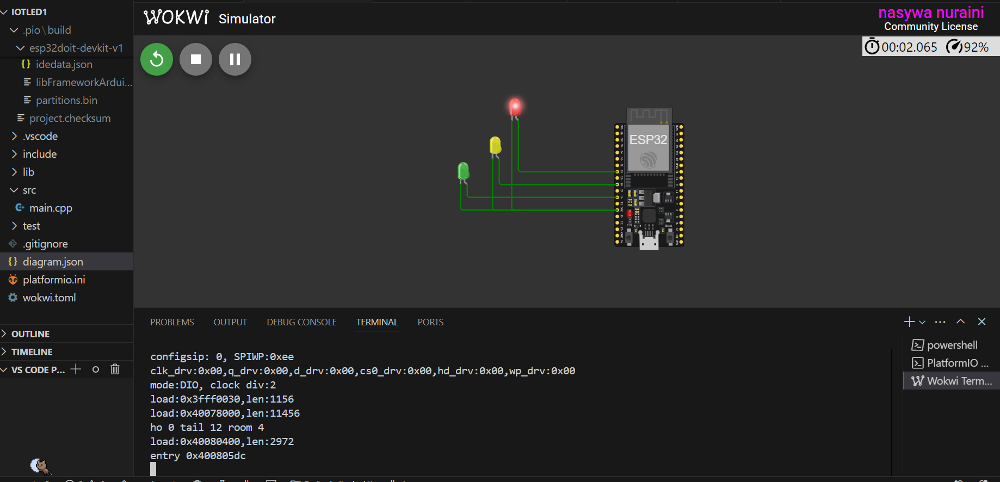 IOTLED1
.pio\build
esp32doit-devkit-v1
idedata.json
libFrameworkArdui...
partitions.bin
project.checksum
.vscode
include
lib
src
main.cpp
test
.gitignore
diagram.json
platformio.ini
wokwi.toml
OUTLINE
TIMELINE
VS CODE P...
WOKWI Simulator
nasywa nuraini
Community License
00:02.065 92%
ESP32
EN
Boot
PROBLEMS OUTPUT DEBUG CONSOLE TERMINAL PORTS
configsip: 0, SPIWP:0xee
clk_drv:0x00,q_drv:0x00,d_drv:0x00,cs0_drv:0x00,hd_drv:0x00,wp_drv:0x00
mode:DIO, clock div:2
load:0x3fff0030,len:1156
load:0x40078000,len:11456
ho 0 tail 12 room 4
load:0x40080400,len:2972
entry 0x400805dc
powershell
PlatformIO ...
Wokwi Term...